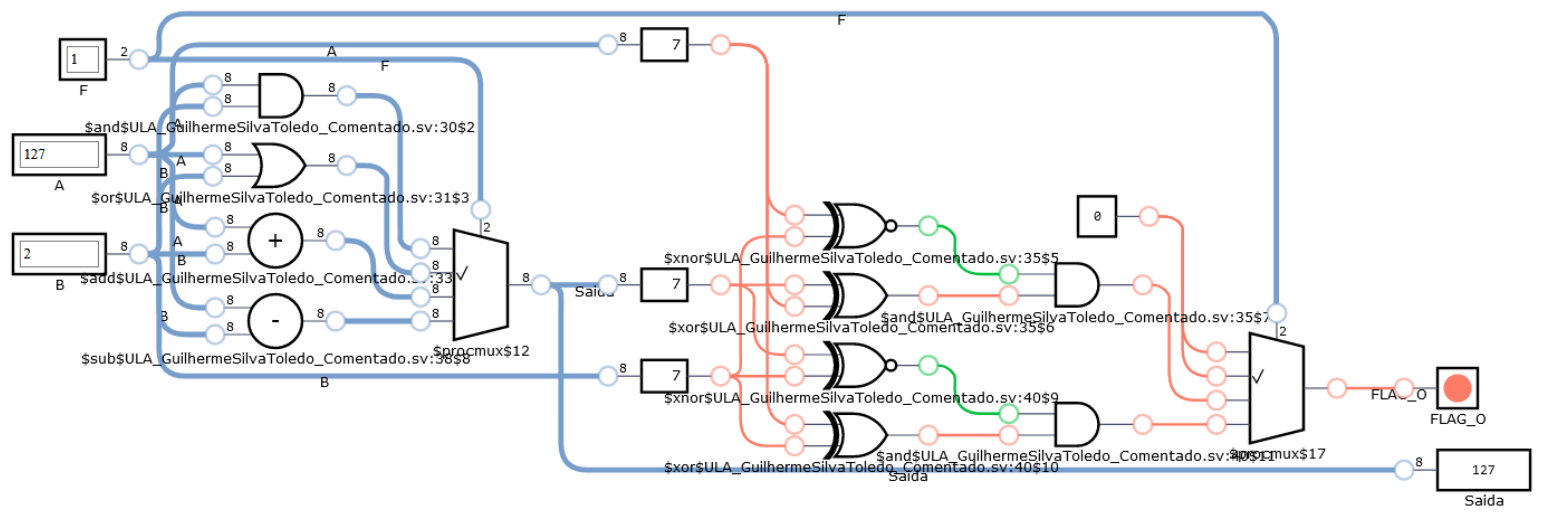 F
A
8
7
1
2
F
F
8
8
8
$and$ULA_GuilhermeSilvaToledo_Comentado.sv:30$2
A
127
8
8
8
8
A
A
B
$or$ULA_GuilhermeSilvaToledo_Comentado.sv:31$3
A
B
8
8
8
2
8
0
2
8
A
B
B
8
8
$add$ULA_GuilhermeSilvaToledo_Comentado.sv:33
+
✓
8
$xnor$ULA_GuilhermeSilvaToledo_Comentado.sv:35$5
8
8
7
Saida
8
B
8
8
8
-
$xor$ULA_GuilhermeSilvaToledo_Comentado.sv:35$6
$and$ULA_GuilhermeSilvaToledo_Comentado.sv:35$7
2
$procmux$12
$sub$ULA_GuilhermeSilvaToledo_Comentado.sv:38$8
B
8
7
✓
$xnor$ULA_GuilhermeSilvaToledo_Comentado.sv:40$9
FLAG_O
FLAG_O
$and$ULA_GuilhermeSilvaToledo_Comentado.sv:40$11
$procmux$17
$xor$ULA_GuilhermeSilvaToledo_Comentado.sv:40$10
Saida
8
127
Saida